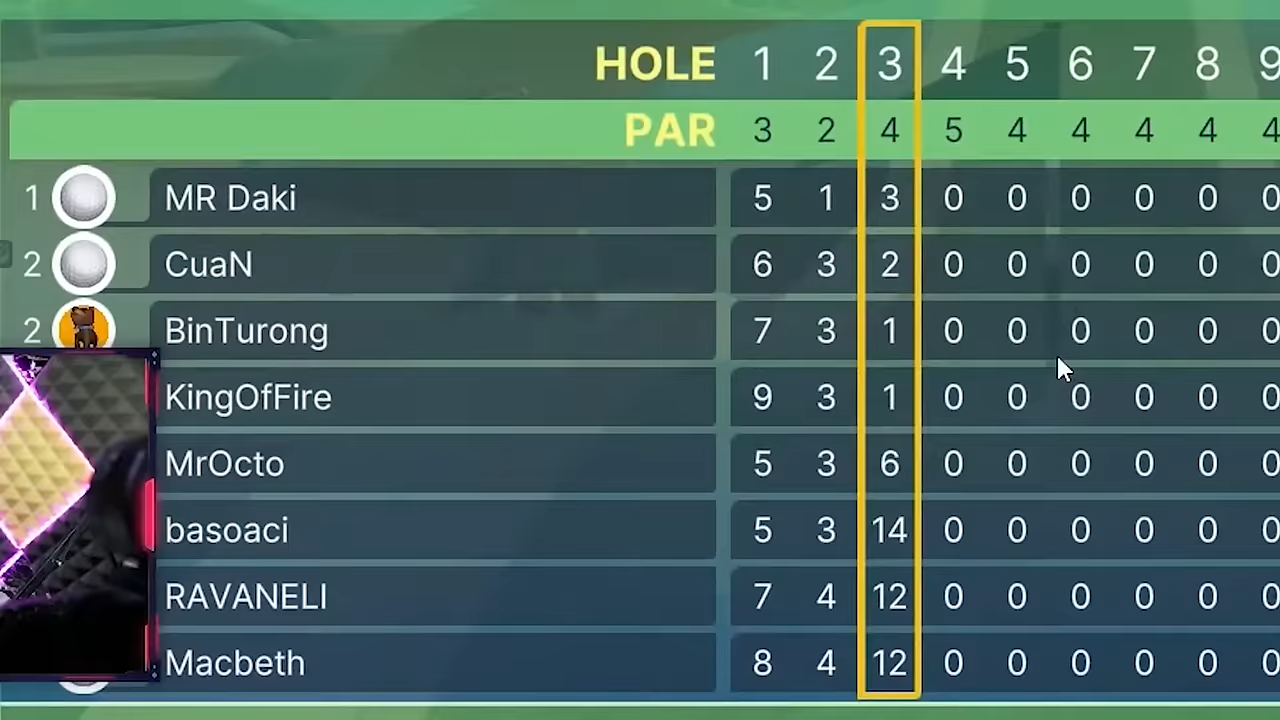 HOLE 1 2 3 4 5 6 7 8 9
PAR 3 2 4 5 4 4 4 4 4
1 MR Daki 5 1 3 0 0 0 0 0 0
2 CuaN 6 3 2 0 0 0 0 0 0
2 BinTurong 7 3 1 0 0 0 0 0 0
KingOfFire 9 3 1 0 0 0 0 0 0
MrOcto 5 3 6 0 0 0 0 0 0
basoaci 5 3 14 0 0 0 0 0 0
RAVANELI 7 4 12 0 0 0 0 0 0
Macbeth 8 4 12 0 0 0 0 0 0